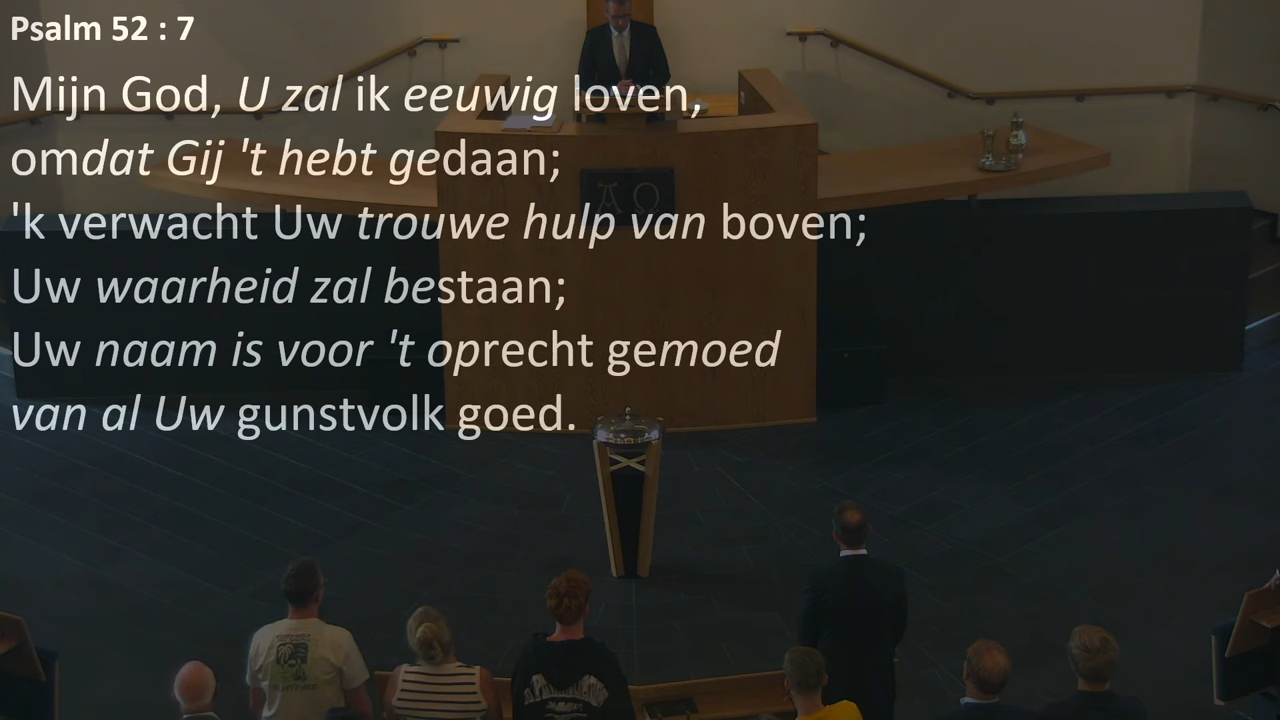 Psalm 52 : 7
Mijn God, U zal ik eeuwig loven,
omdat Gij 't hebt gedaan;
'k verwacht Uw trouwe hulp van boven;
Uw waarheid zal bestaan;
Uw naam is voor 't oprecht gemoed
van al Uw gunstvolk goed.
Α Ω